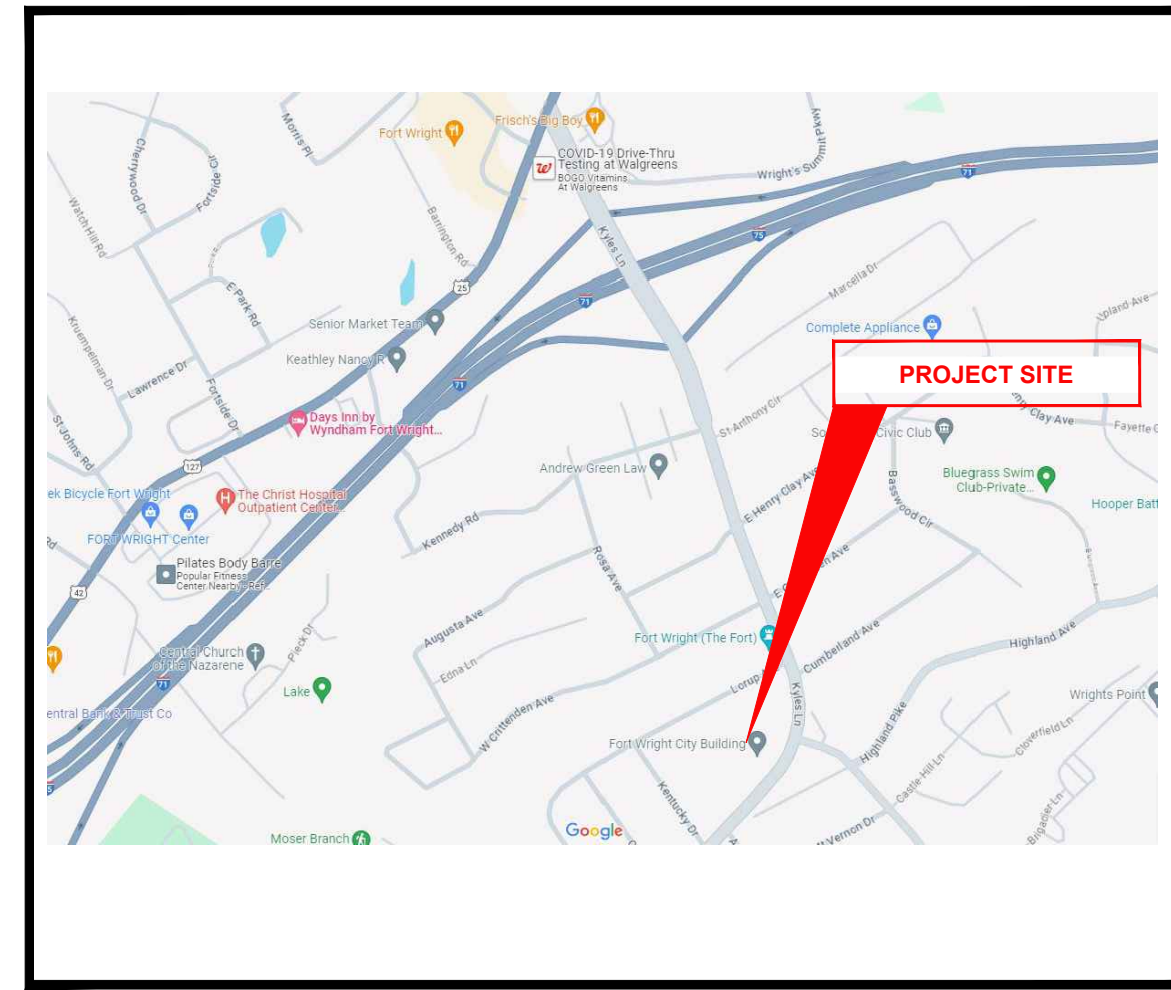 Morris Pl
Cherrywood Dr
Fortside Cir
Watch Hill Rd
Fort Wright
Frisch's Big Boy
COVID-19 Drive-Thru
Testing at Walgreens
BOGO Vitamins
At Walgreens
Wright's Summit Pkwy
71
75
Barrington Rd
Kyles Ln
25
71
E Park Rd
Marcella Dr
Upland Ave
Senior Market Team
Complete Appliance
Kruempelman Dr
Keathley Nancy R
PROJECT SITE
Lawrence Dr
Fortside Dr
71
Days Inn by
Wyndham Fort Wright...
St Anthony Cir
Clay Ave
Fayette
St Johns Rd
Civic Club
127
Andrew Green Law
Bluegrass Swim
Club-Private...
ek Bicycle Fort Wright
The Christ Hospital
Outpatient Center...
E Henry Clay Ave
Basswood Cir
Hooper Batt
FORT WRIGHT Center
Kennedy Rd
Pilates Body Barre
Popular Fitness
Center Nearby - Ref...
Rosa Ave
Ave
42
Augusta Ave
Fort Wright (The Fort)
Cumberland Ave
Highland Ave
Central Church
of the Nazarene
Pieck Dr
Edna Ln
Lorup
Lake
Kyles Ln
Wrights Point
71
entral Bank & Trust Co
W Crittenden Ave
Fort Wright City Building
Highland Pike
Cloverfield Ln
Castle Hill Ln
Kentucky Dr
Brigadier Ln
Moser Branch
Google
Vernon Dr